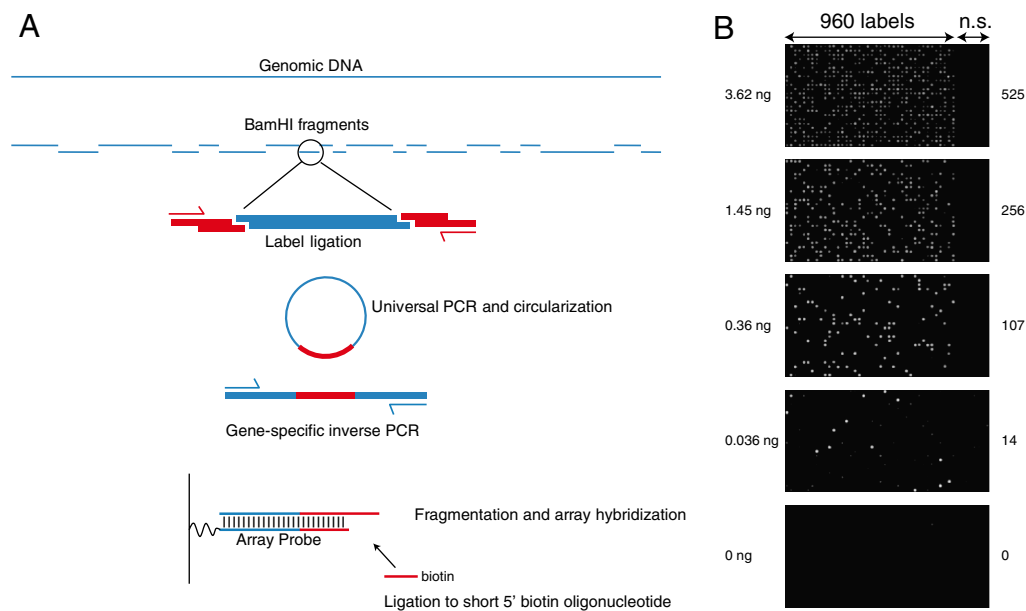 A
Genomic DNA
BamHI fragments
Label ligation
Universal PCR and circularization
Gene-specific inverse PCR
Fragmentation and array hybridization
Array Probe
biotin
Ligation to short 5' biotin oligonucleotide
B
960 labels n.s.
3.62 ng 525
1.45 ng 256
0.36 ng 107
0.036 ng 14
0 ng 0